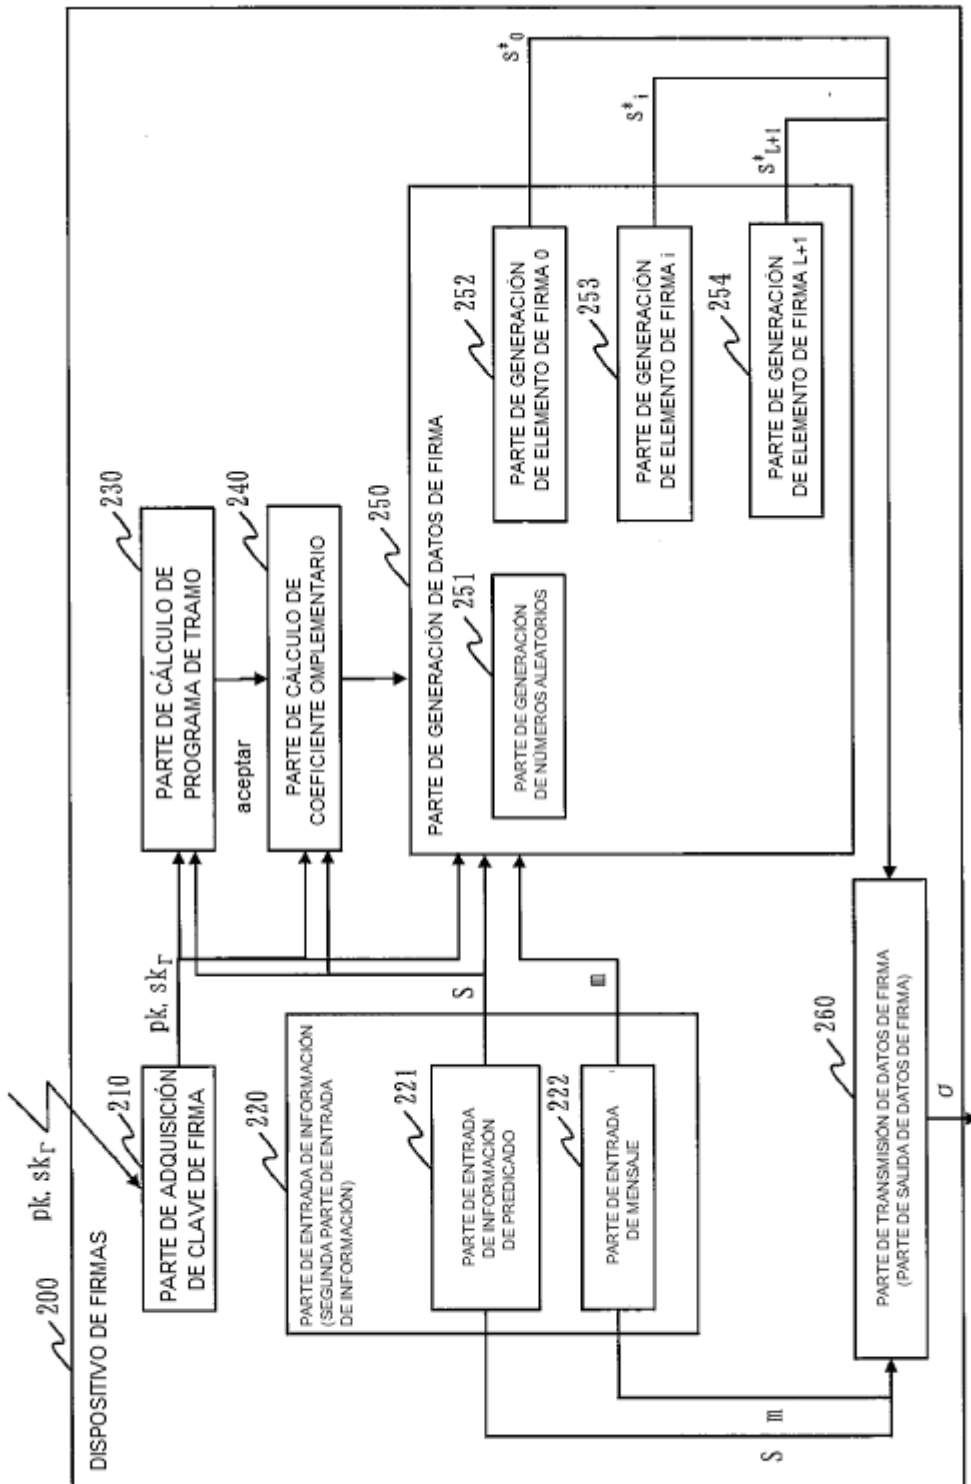 DISPOSITIVO DE FIRMAS
200
pk, sk_Γ
210
PARTE DE ADQUISICIÓN
DE CLAVE DE FIRMA
pk, sk_Γ
230
PARTE DE CÁLCULO DE
PROGRAMA DE TRAMO
aceptar
240
PARTE DE CÁLCULO DE
COEFICIENTE OMPLEMENTARIO
220
PARTE DE ENTRADA DE INFORMACIÓN
(SEGUNDA PARTE DE ENTRADA
DE INFORMACIÓN)
221
PARTE DE ENTRADA
DE INFORMACIÓN
DE PREDICADO
S
222
PARTE DE ENTRADA
DE MENSAJE
m
250
PARTE DE GENERACIÓN DE DATOS DE FIRMA
251
PARTE DE GENERACIÓN
DE NÚMEROS ALEATORIOS
252
PARTE DE GENERACIÓN
DE ELEMENTO DE FIRMA 0
s*_0
253
PARTE DE GENERACIÓN
DE ELEMENTO DE FIRMA i
s*_i
254
PARTE DE GENERACIÓN
DE ELEMENTO DE FIRMA L+1
s*_L+1
S
m
260
PARTE DE TRANSMISIÓN DE DATOS DE FIRMA
(PARTE DE SALIDA DE DATOS DE FIRMA)
σ